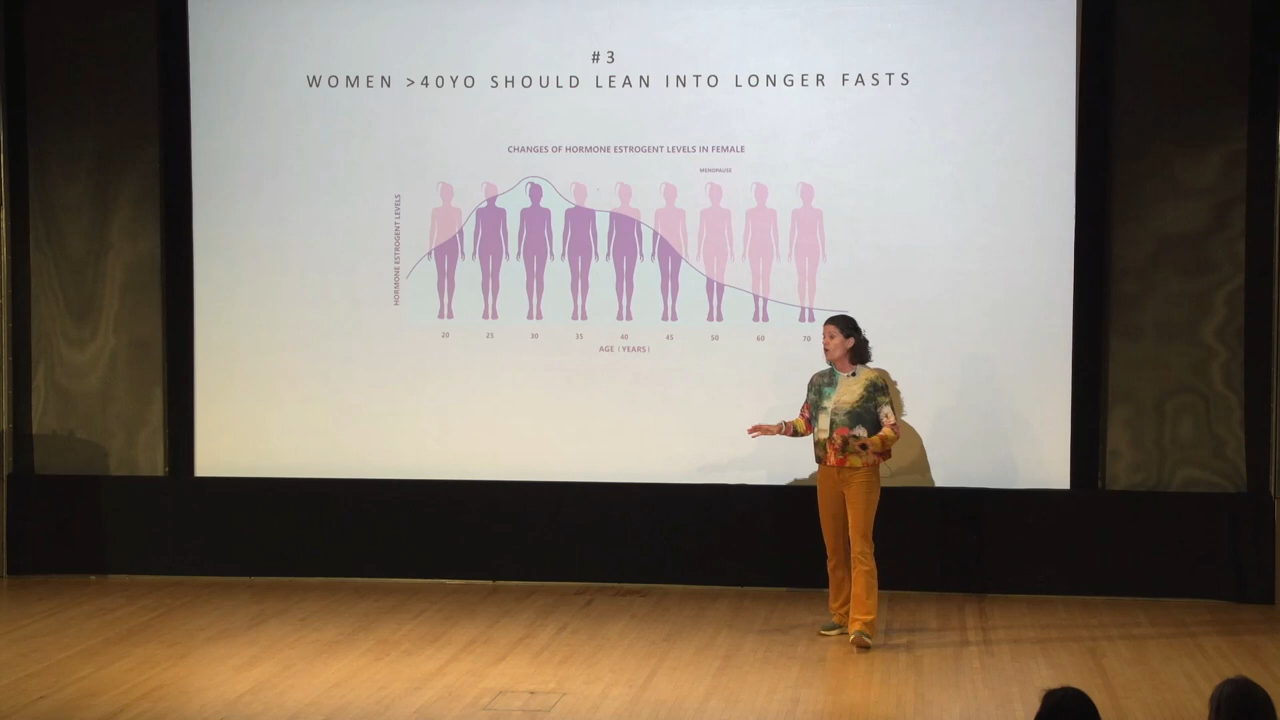 #3
WOMEN >40YO SHOULD LEAN INTO LONGER FASTS
CHANGES OF HORMONE ESTROGENT LEVELS IN FEMALE
MENOPAUSE
HORMONE ESTROGENT LEVELS
20 25 30 35 40 45 50 60 70
AGE (YEARS)